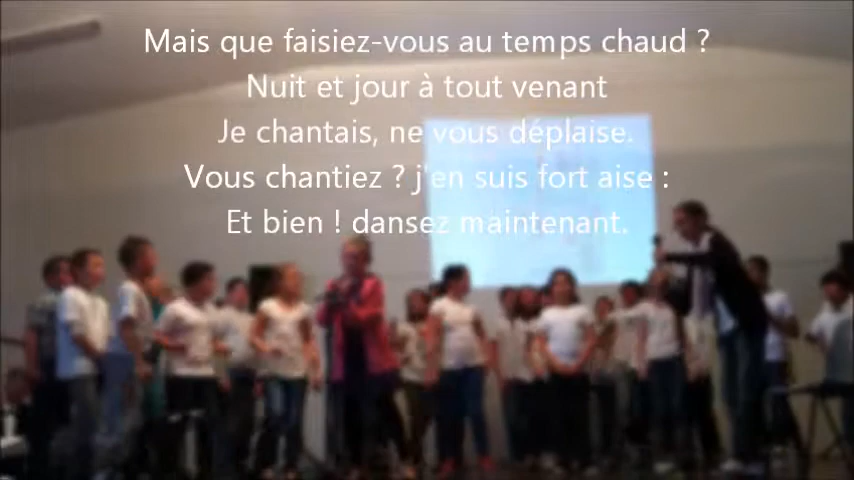 Mais que faisiez-vous au temps chaud ?
Nuit et jour à tout venant
Je chantais, ne vous déplaise.
Vous chantiez ? j'en suis fort aise :
Et bien ! dansez maintenant.